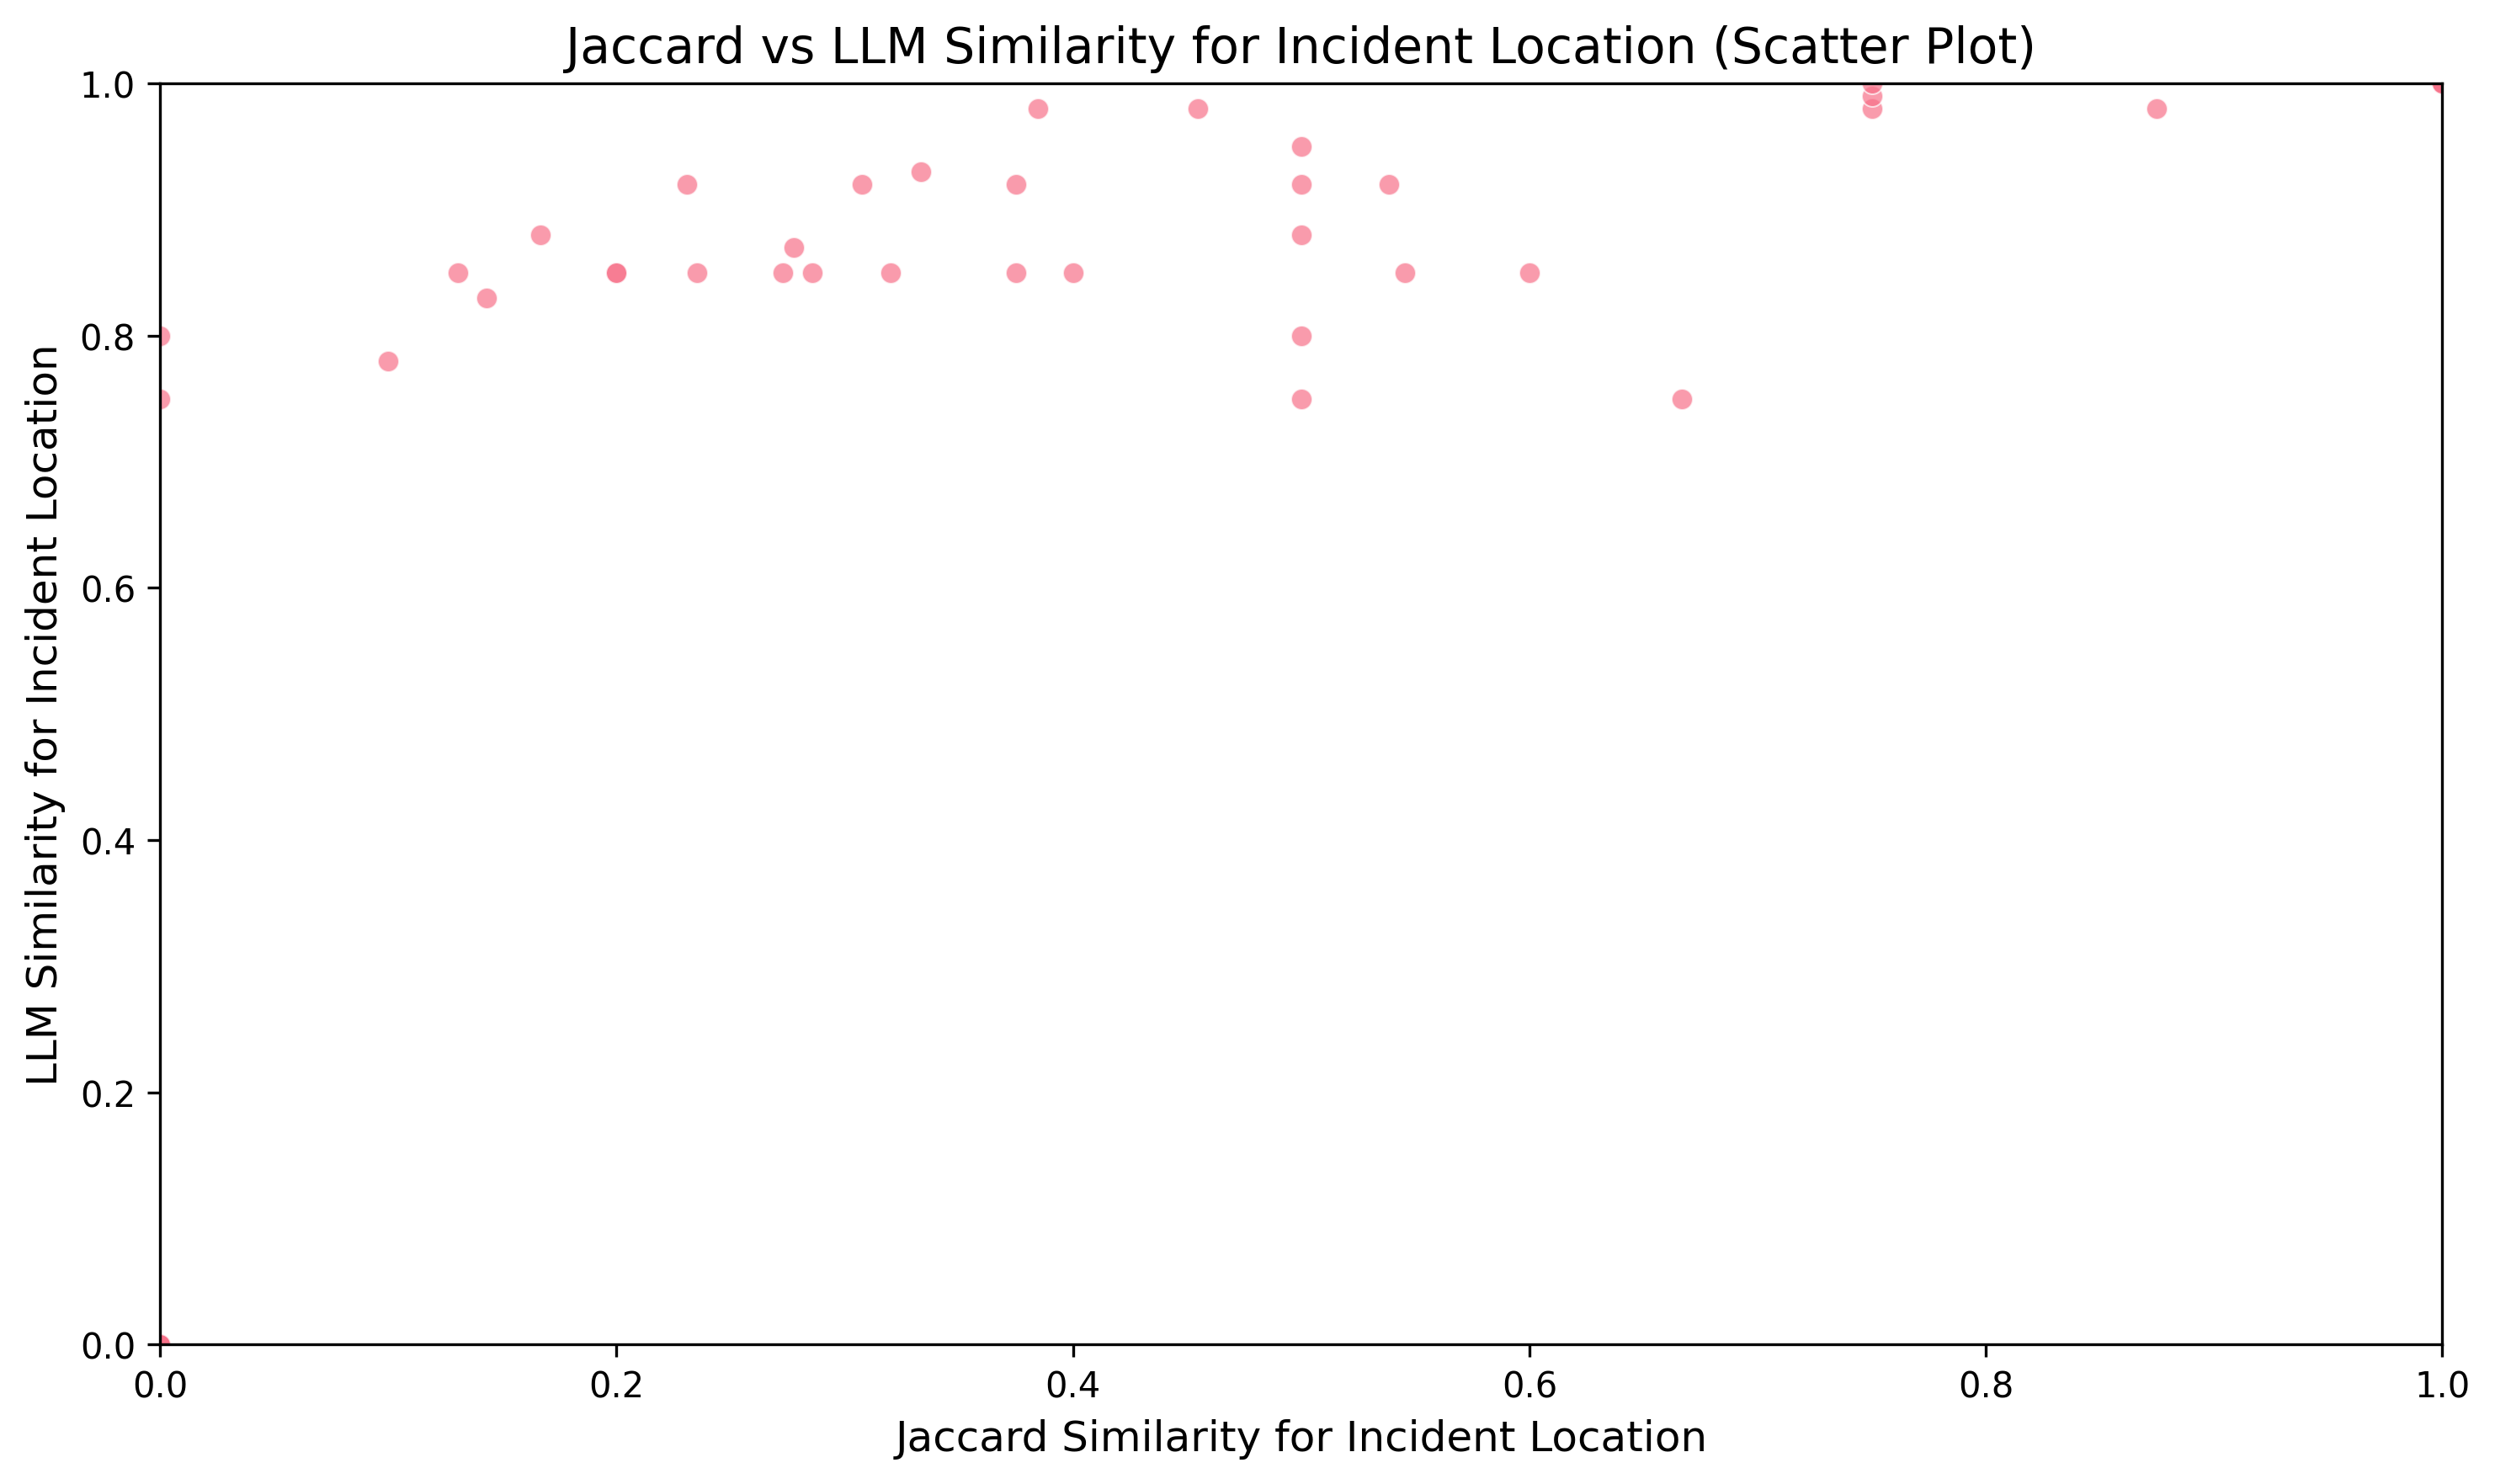 Jaccard vs LLM Similarity for Incident Location (Scatter Plot)
1.0
0.8
0.6
0.4
0.2
0.0
LLM Similarity for Incident Location
0.0 0.2 0.4 0.6 0.8 1.0
Jaccard Similarity for Incident Location